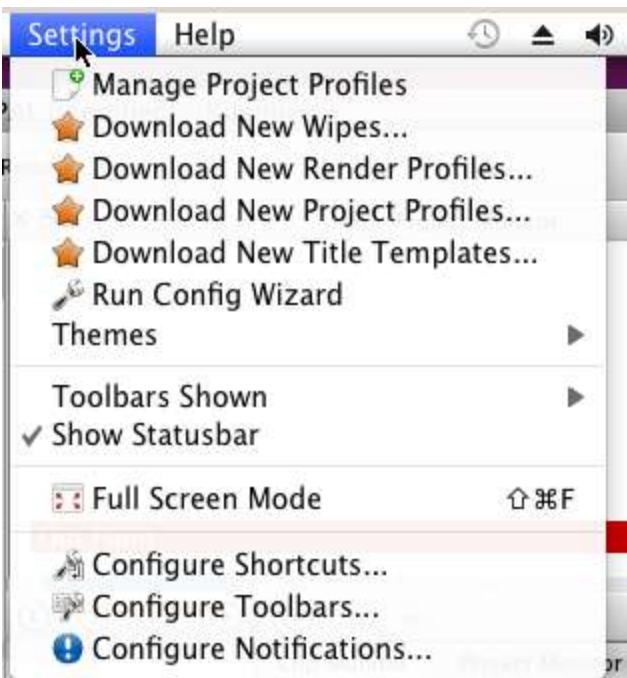 Settings Help
Manage Project Profiles
Download New Wipes...
Download New Render Profiles...
Download New Project Profiles...
Download New Title Templates...
Run Config Wizard
Themes
Toolbars Shown
Show Statusbar
Full Screen Mode ⇧⌘F
Configure Shortcuts...
Configure Toolbars...
Configure Notifications...